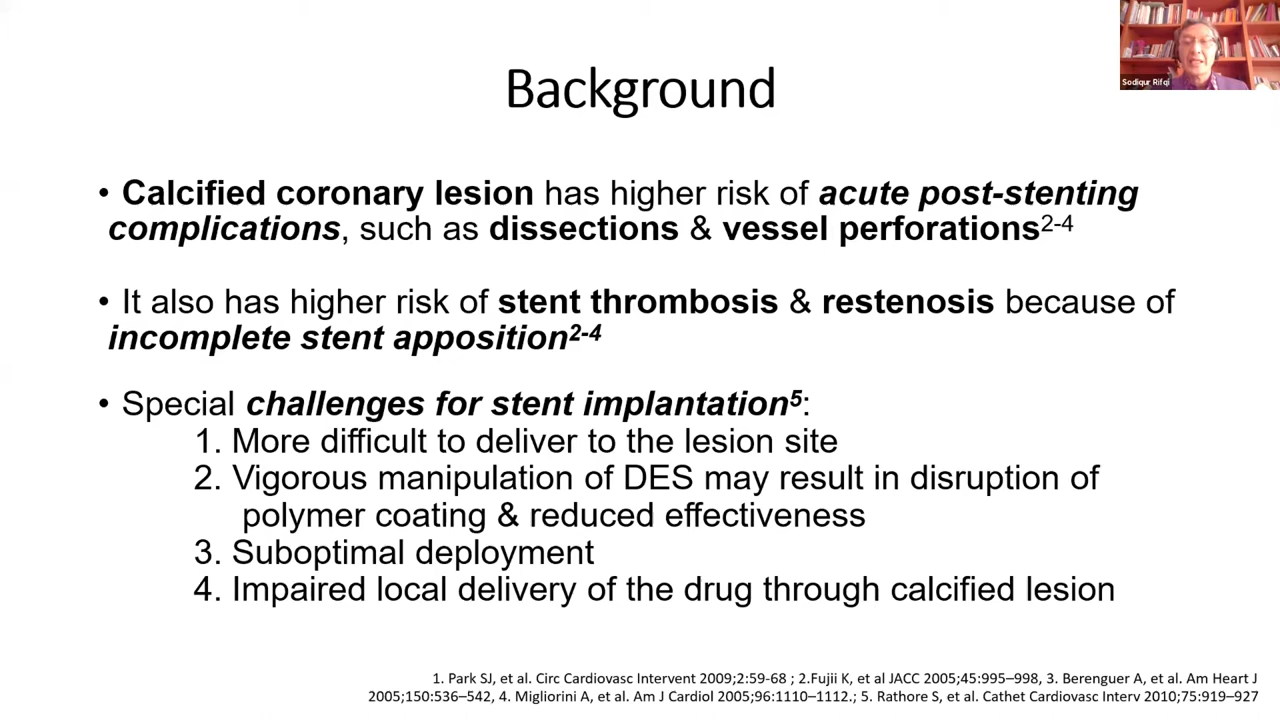 Sodiqur Rifqi
Background
• Calcified coronary lesion has higher risk of acute post-stenting
complications, such as dissections & vessel perforations2-4
• It also has higher risk of stent thrombosis & restenosis because of
incomplete stent apposition2-4
• Special challenges for stent implantation5:
1. More difficult to deliver to the lesion site
2. Vigorous manipulation of DES may result in disruption of
polymer coating & reduced effectiveness
3. Suboptimal deployment
4. Impaired local delivery of the drug through calcified lesion
1. Park SJ, et al. Circ Cardiovasc Intervent 2009;2:59-68 ; 2.Fujii K, et al JACC 2005;45:995–998, 3. Berenguer A, et al. Am Heart J
2005;150:536–542, 4. Migliorini A, et al. Am J Cardiol 2005;96:1110–1112.; 5. Rathore S, et al. Cathet Cardiovasc Interv 2010;75:919–927